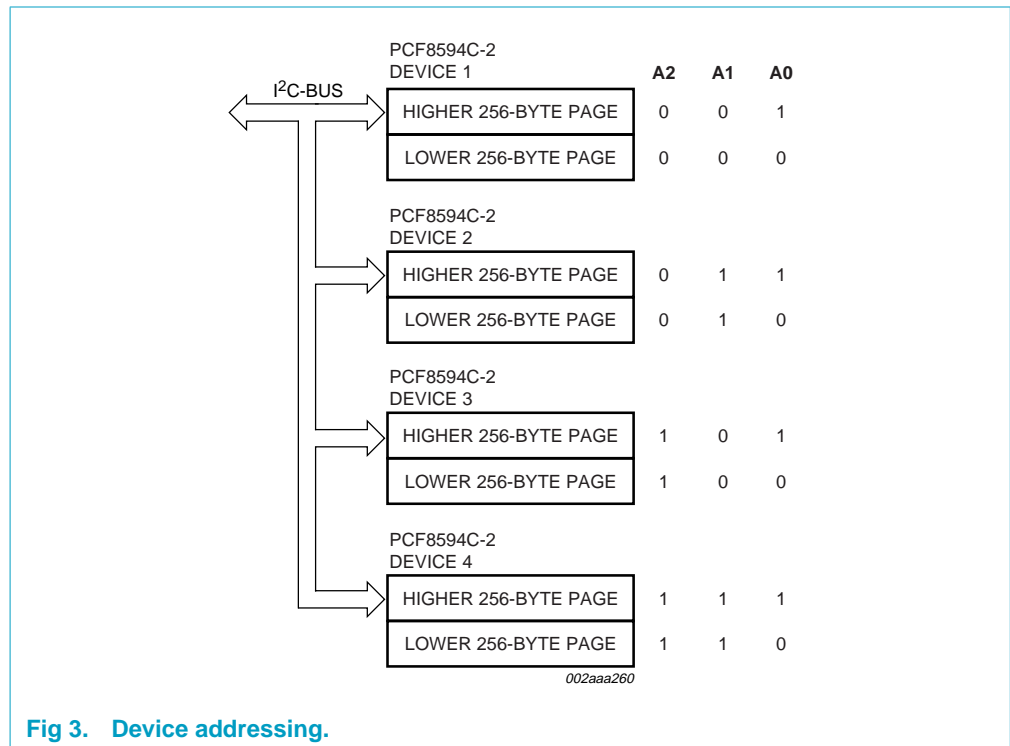 PCF8594C-2
DEVICE 1 A2 A1 A0
I²C-BUS
HIGHER 256-BYTE PAGE 0 0 1
LOWER 256-BYTE PAGE 0 0 0
PCF8594C-2
DEVICE 2
HIGHER 256-BYTE PAGE 0 1 1
LOWER 256-BYTE PAGE 0 1 0
PCF8594C-2
DEVICE 3
HIGHER 256-BYTE PAGE 1 0 1
LOWER 256-BYTE PAGE 1 0 0
PCF8594C-2
DEVICE 4
HIGHER 256-BYTE PAGE 1 1 1
LOWER 256-BYTE PAGE 1 1 0
002aaa260
Fig 3. Device addressing.